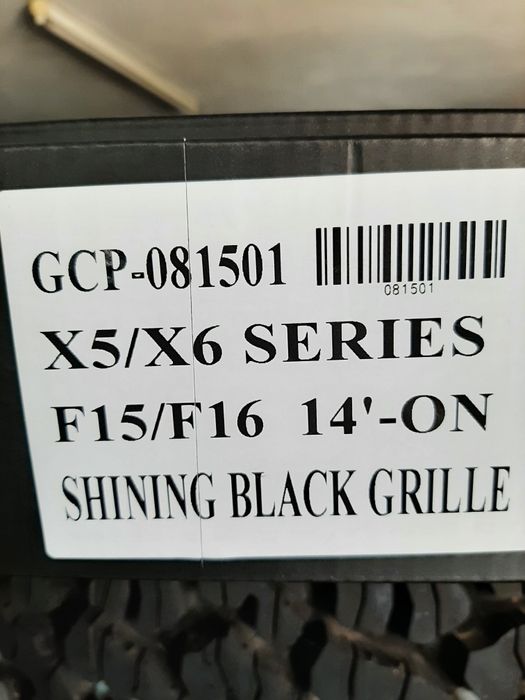 GCP-081501
081501
X5/X6 SERIES
F15/F16 14'-ON
SHINING BLACK GRILLE